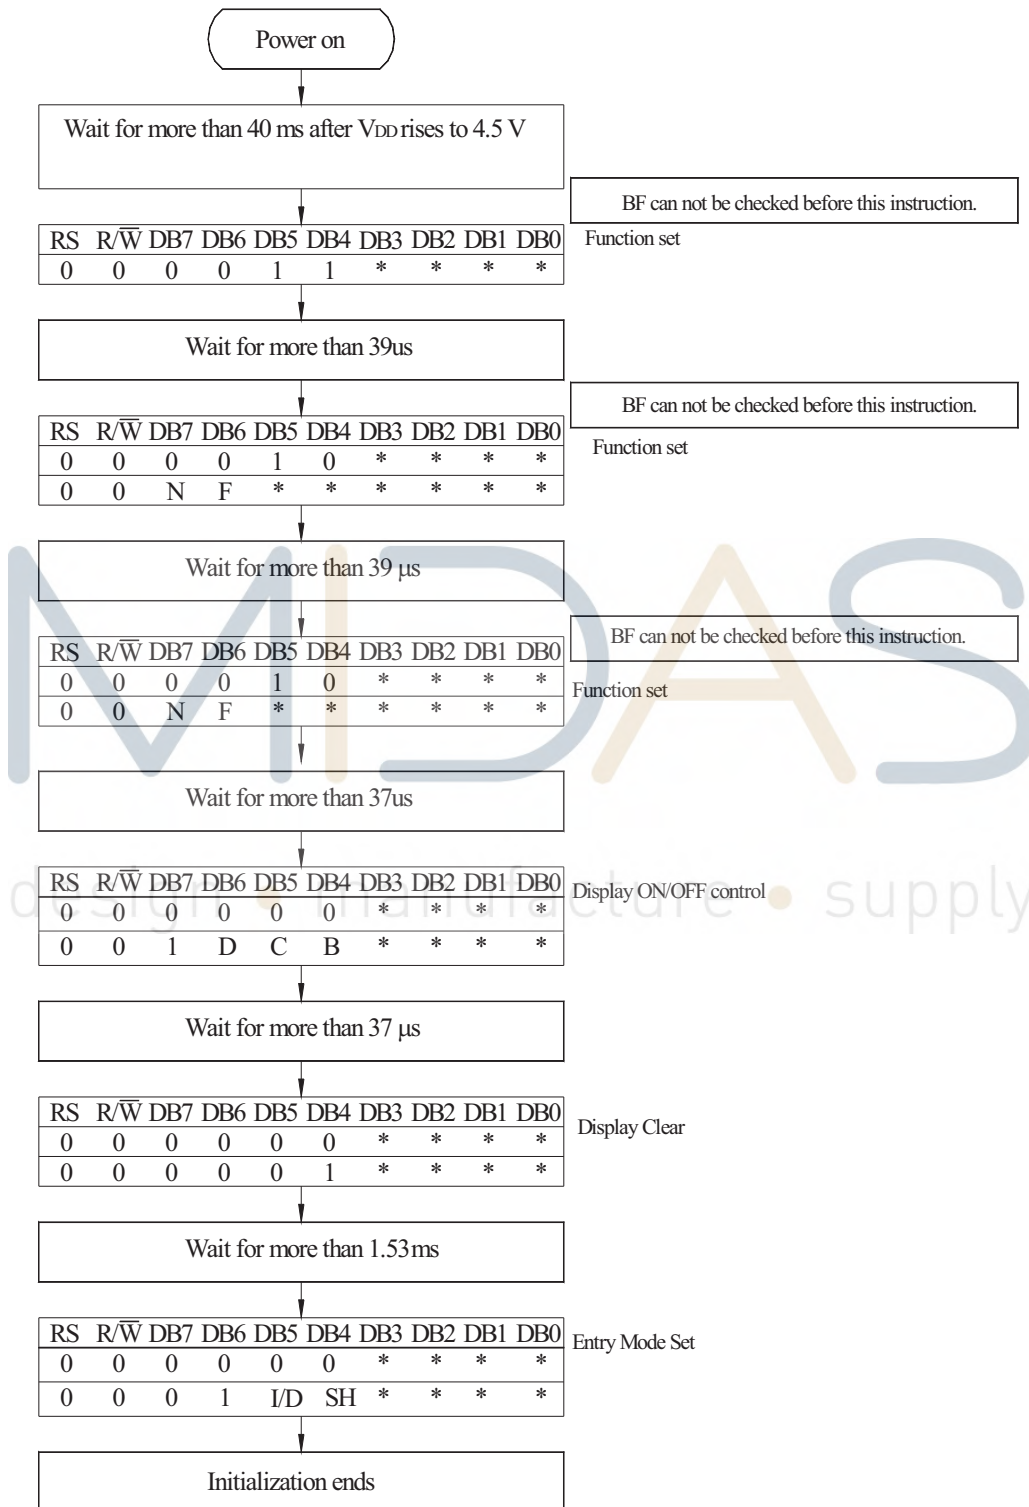 Power on
Wait for more than 40 ms after VDD rises to 4.5 V
BF can not be checked before this instruction.
RS R/W̅ DB7 DB6 DB5 DB4 DB3 DB2 DB1 DB0
Function set
0 0 0 0 1 1 * * * *
Wait for more than 39us
BF can not be checked before this instruction.
RS R/W̅ DB7 DB6 DB5 DB4 DB3 DB2 DB1 DB0
Function set
0 0 0 0 1 0 * * * *
0 0 N F * * * * * *
Wait for more than 39 μs
BF can not be checked before this instruction.
RS R/W̅ DB7 DB6 DB5 DB4 DB3 DB2 DB1 DB0
0 0 0 0 1 0 * * * *
Function set
0 0 N F * * * * * *
MIDAS
Wait for more than 37us
RS R/W̅ DB7 DB6 DB5 DB4 DB3 DB2 DB1 DB0
Display ON/OFF control
design • manufacture • supply
0 0 0 0 0 0 * * * *
0 0 1 D C B * * * *
Wait for more than 37 μs
RS R/W̅ DB7 DB6 DB5 DB4 DB3 DB2 DB1 DB0
Display Clear
0 0 0 0 0 0 * * * *
0 0 0 0 0 1 * * * *
Wait for more than 1.53ms
RS R/W̅ DB7 DB6 DB5 DB4 DB3 DB2 DB1 DB0
Entry Mode Set
0 0 0 0 0 0 * * * *
0 0 0 1 I/D SH * * * *
Initialization ends